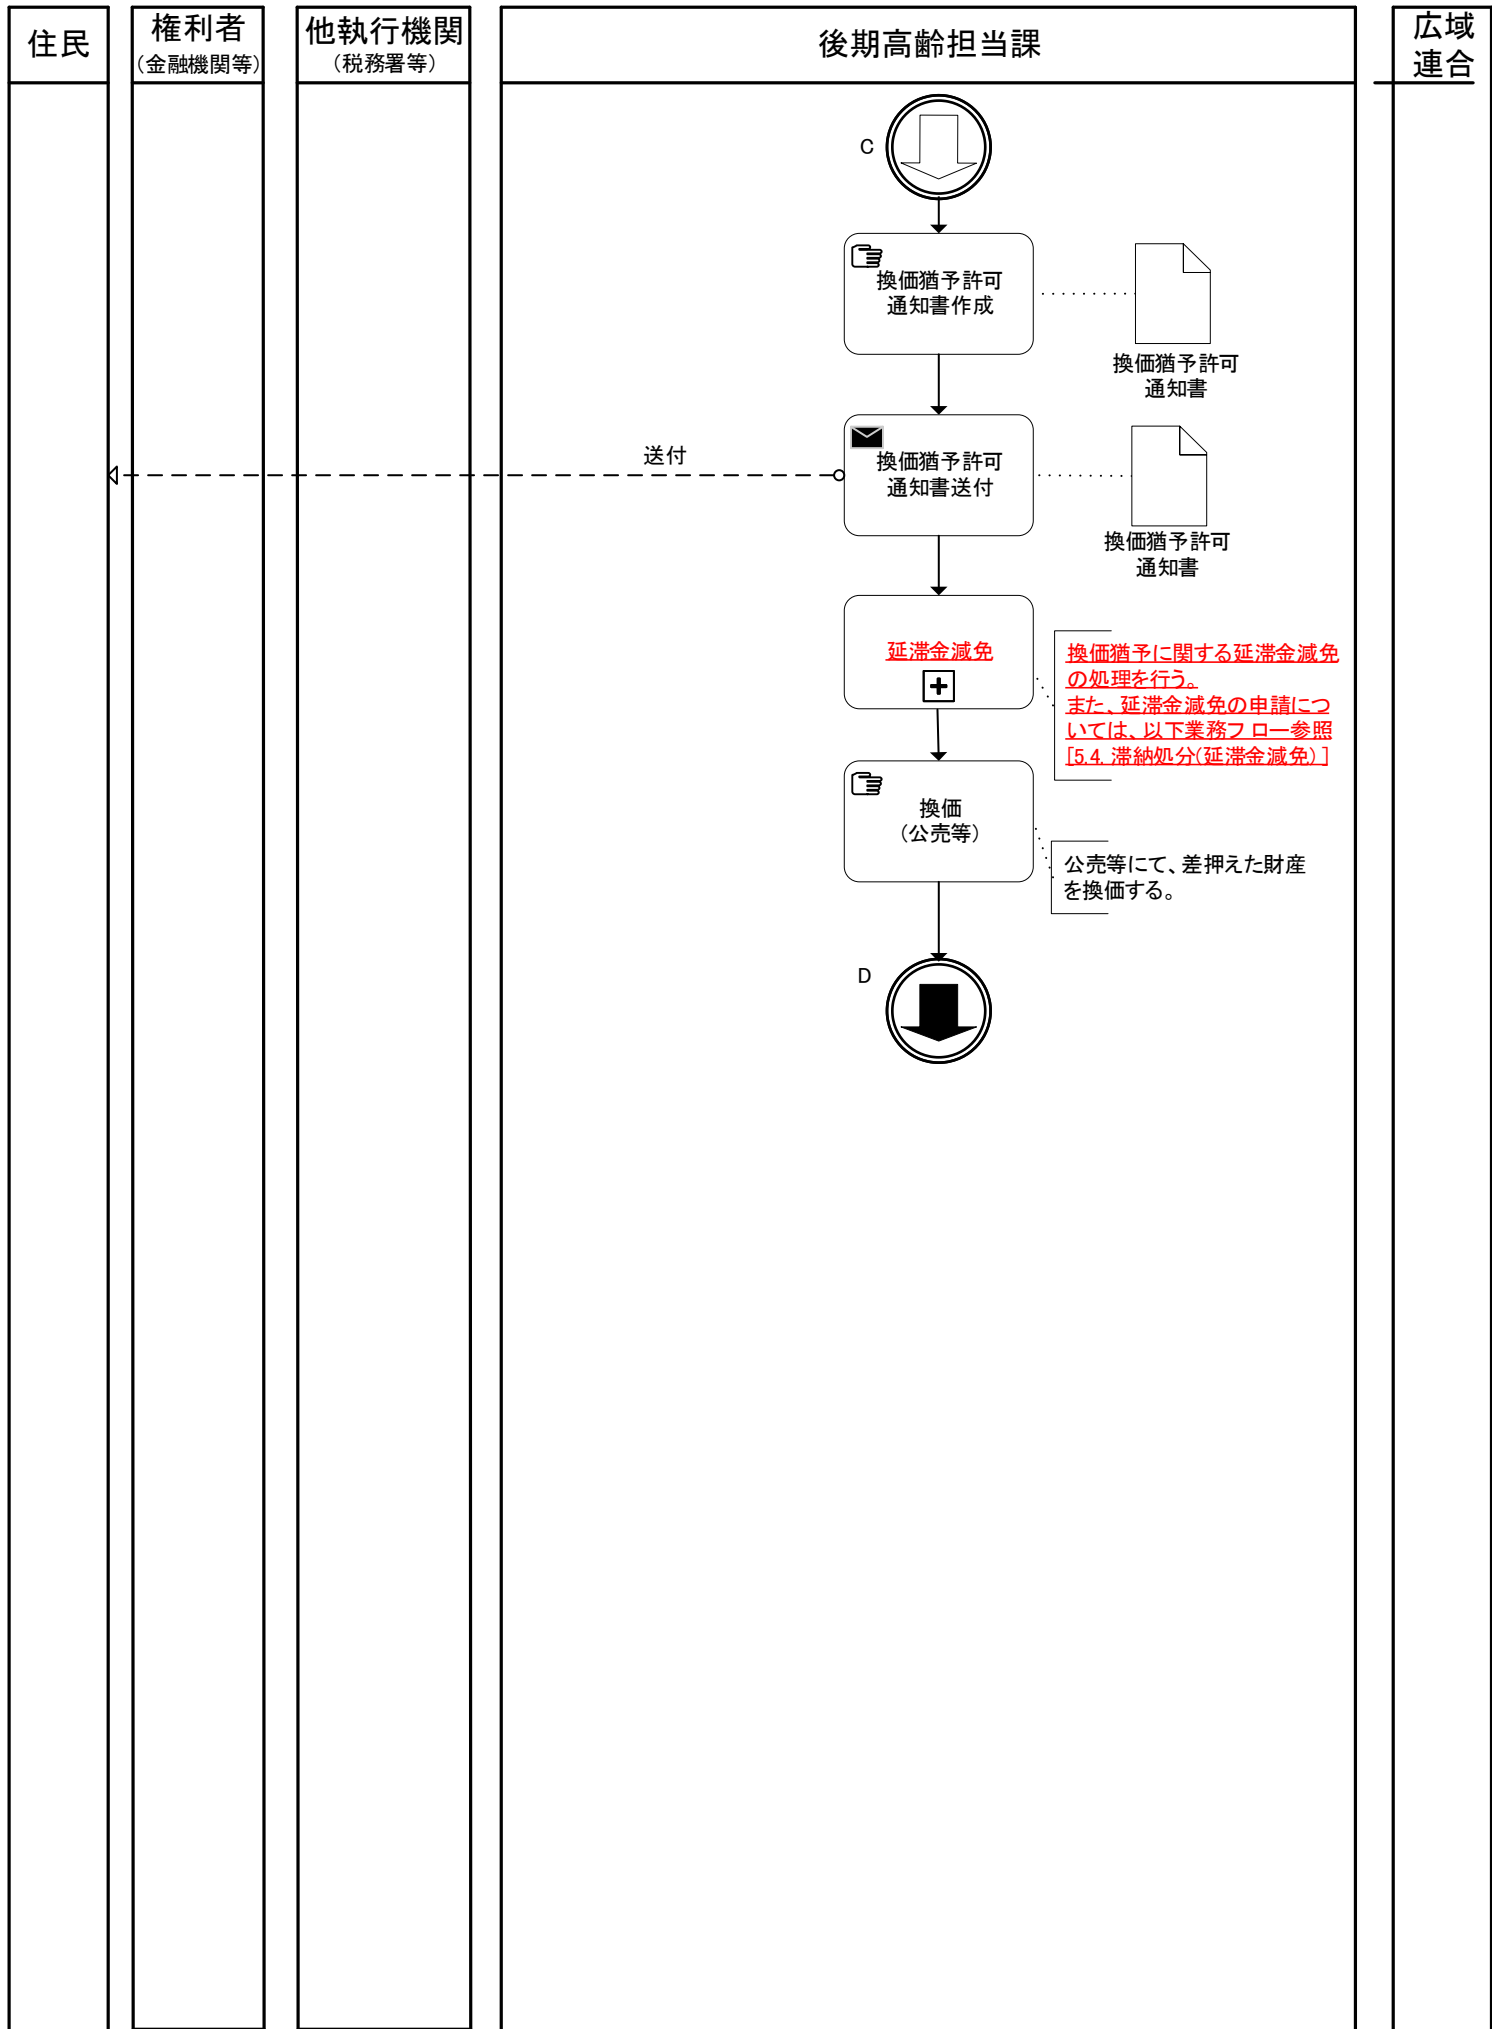 住民
権利者
（金融機関等）
他執行機関
（税務署等）
後期高齢担当課
広域
連合
C
換価猶予許可
通知書作成
換価猶予許可
通知書
送付
換価猶予許可
通知書送付
換価猶予許可
通知書
延滞金減免
換価猶予に関する延滞金減免
の処理を行う。
また、延滞金減免の申請につ
いては、以下業務フロー参照
[5.4. 滞納処分(延滞金減免）]
換価
（公売等）
公売等にて、差押えた財産
を換価する。
D